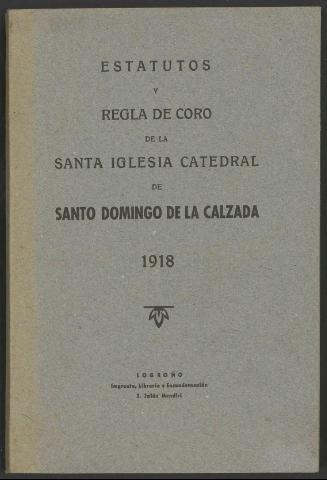 ESTATUTOS
Y
REGLA DE CORO
DE LA
SANTA IGLESIA CATEDRAL
DE
SANTO DOMINGO DE LA CALZADA
1918
LOGROÑO
Imprenta, Librería y Encuadernación
S. Julián Mendiri